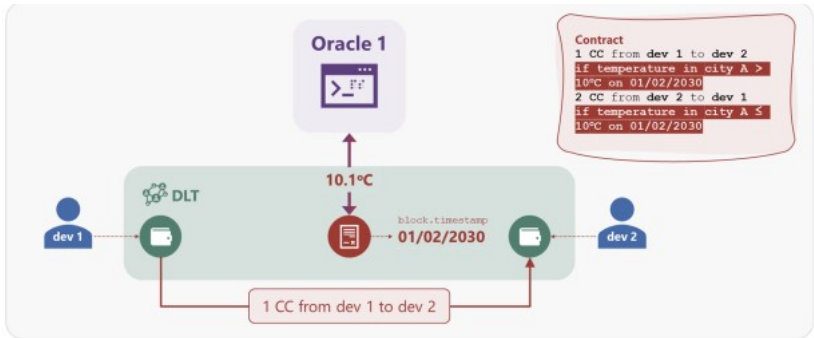 Oracle 1
>_
Contract
1 CC from dev 1 to dev 2
if temperature in city A >
10ºC on 01/02/2030
2 CC from dev 2 to dev 1
if temperature in city A ≤
10ºC on 01/02/2030
10.1ºC
DLT
dev 1
block.timestamp
01/02/2030
dev 2
1 CC from dev 1 to dev 2